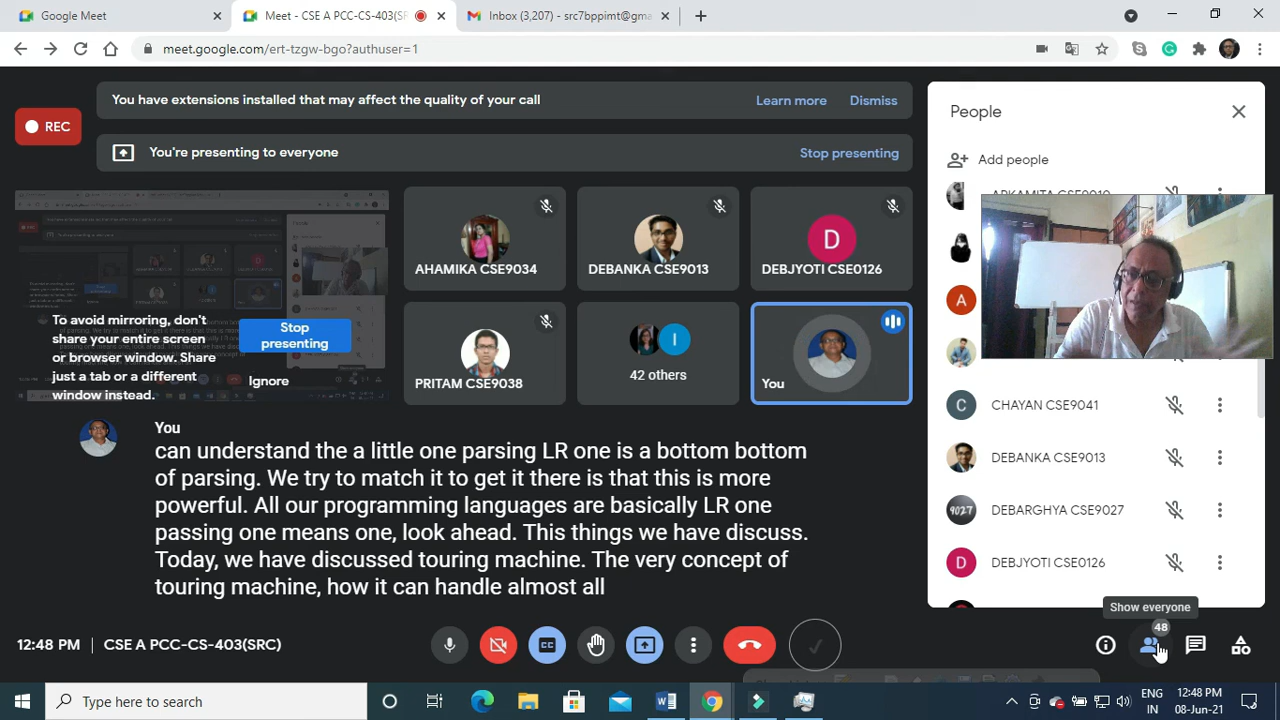 Google Meet
Meet - CSE A PCC-CS-403(SR
Inbox (3,207) - src7bppimt@gm
meet.google.com/ert-tzgw-bgo?authuser=1
REC
You have extensions installed that may affect the quality of your call
Learn more
Dismiss
You're presenting to everyone
Stop presenting
People
Add people
ARKAMITA CSE9019
AHAMIKA CSE9034
DEBANKA CSE9013
D
DEBJYOTI CSE0126
To avoid mirroring, don't
share your entire screen
or browser window. Share
just a tab or a different
window instead.
Stop
presenting
Ignore
PRITAM CSE9038
I
42 others
You
A
C
CHAYAN CSE9041
DEBANKA CSE9013
9027
DEBARGHYA CSE9027
D
DEBJYOTI CSE0126
You
can understand the a little one parsing LR one is a bottom bottom
of parsing. We try to match it to get it there is that this is more
powerful. All our programming languages are basically LR one
passing one means one, look ahead. This things we have discuss.
Today, we have discussed touring machine. The very concept of
touring machine, how it can handle almost all
Show everyone
48
12:48 PM | CSE A PCC-CS-403(SRC)
CC
Type here to search
ENG
IN
12:48 PM
08-Jun-21